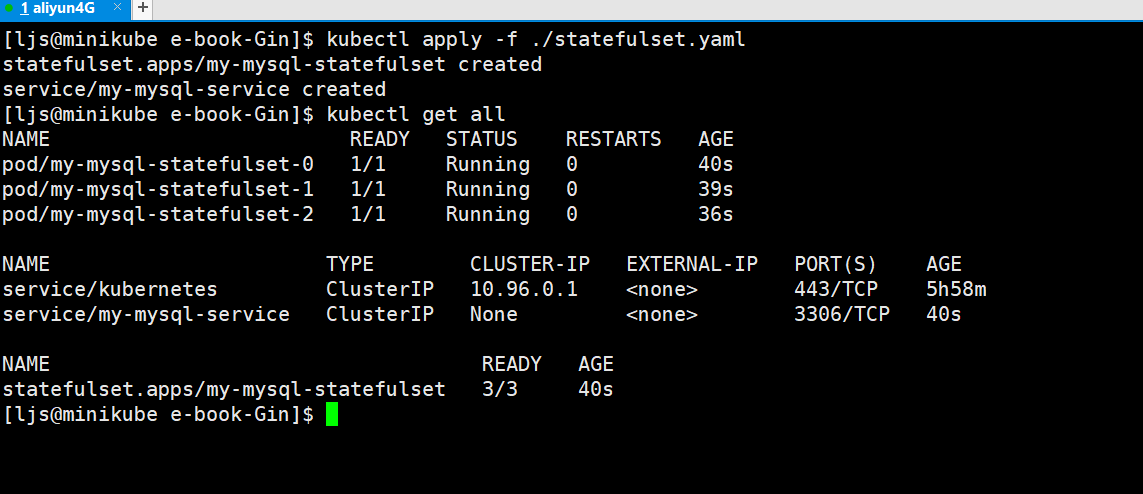 1 aliyun4G × +
[ljs@minikube e-book-Gin]$ kubectl apply -f ./statefulset.yaml
statefulset.apps/my-mysql-statefulset created
service/my-mysql-service created
[ljs@minikube e-book-Gin]$ kubectl get all
NAME READY STATUS RESTARTS AGE
pod/my-mysql-statefulset-0 1/1 Running 0 40s
pod/my-mysql-statefulset-1 1/1 Running 0 39s
pod/my-mysql-statefulset-2 1/1 Running 0 36s
NAME TYPE CLUSTER-IP EXTERNAL-IP PORT(S) AGE
service/kubernetes ClusterIP 10.96.0.1 <none> 443/TCP 5h58m
service/my-mysql-service ClusterIP None <none> 3306/TCP 40s
NAME READY AGE
statefulset.apps/my-mysql-statefulset 3/3 40s
[ljs@minikube e-book-Gin]$